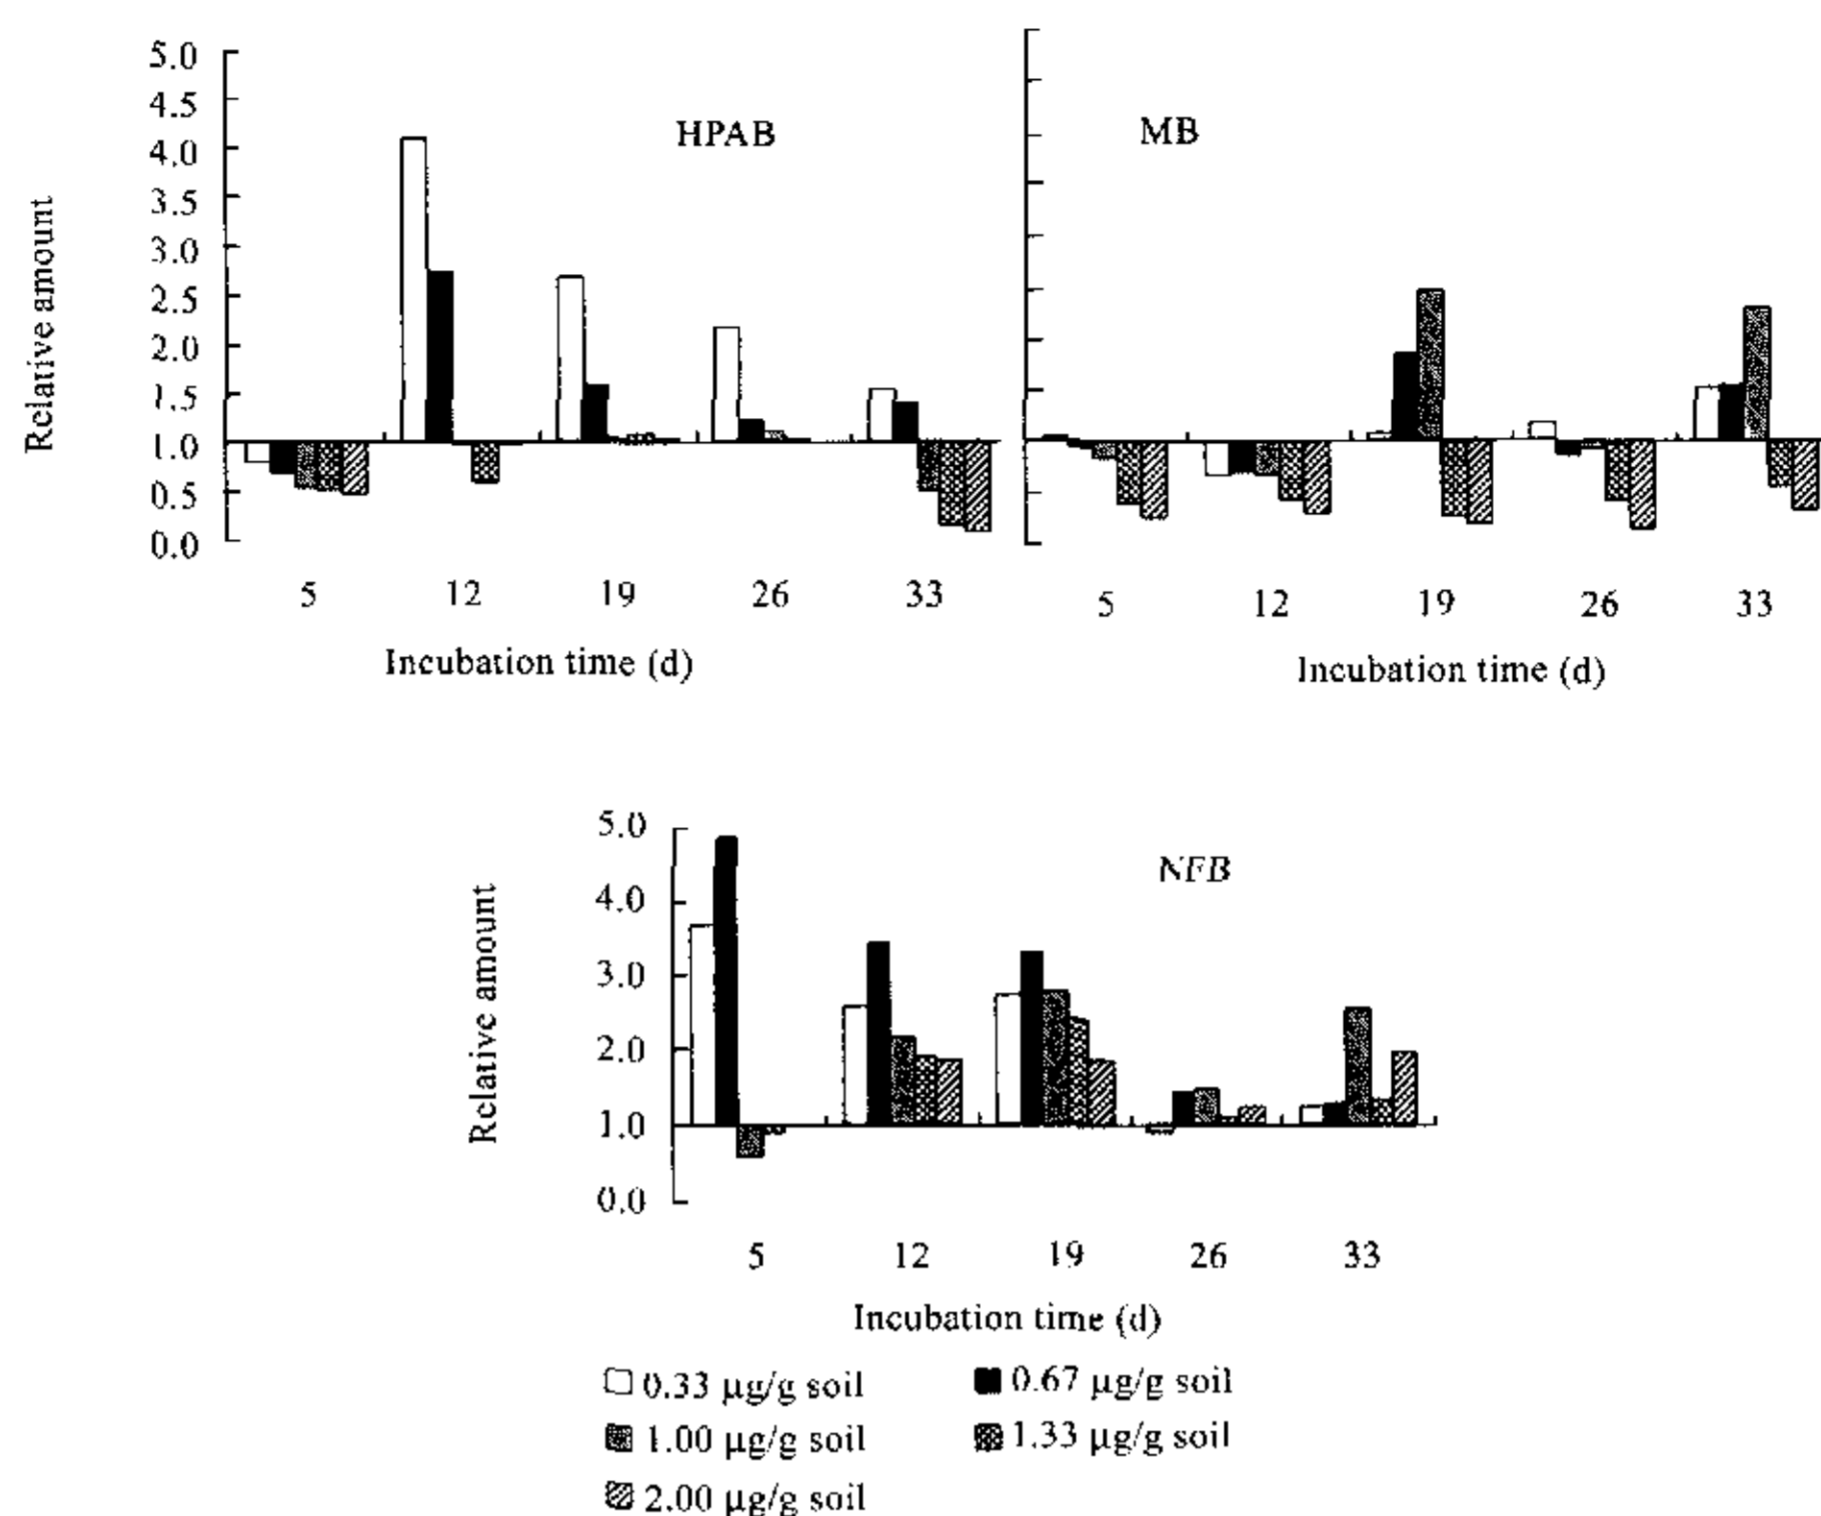 HPAB
Relative amount
5.0
4.5
4.0
3.5
3.0
2.5
2.0
1.5
1.0
0.5
0.0
5 12 19 26 33
Incubation time (d)
MB
5 12 19 26 33
Incubation time (d)
NFB
Relative amount
5.0
4.0
3.0
2.0
1.0
0.0
5 12 19 26 33
Incubation time (d)
0.33 µg/g soil 0.67 µg/g soil
1.00 µg/g soil 1.33 µg/g soil
2.00 µg/g soil